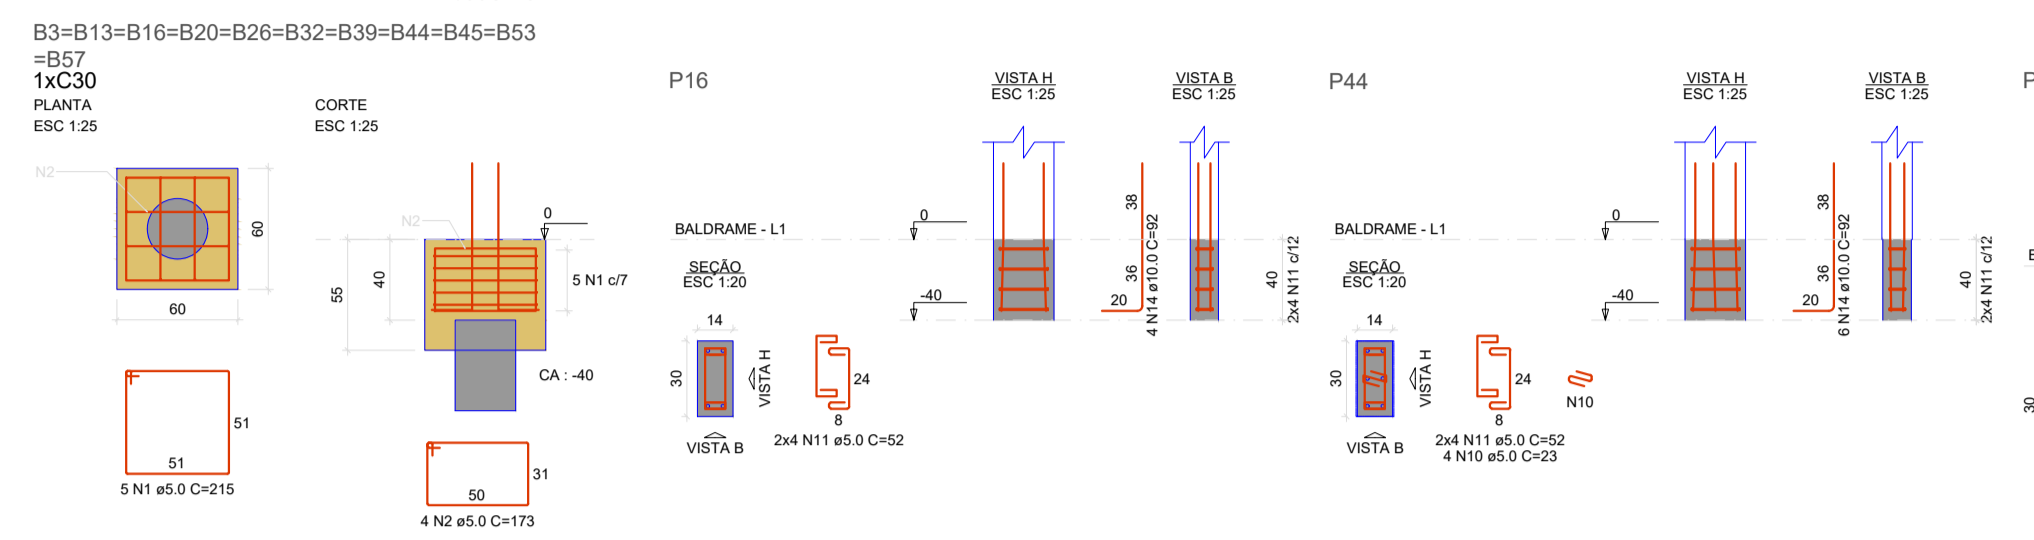 B3=B13=B16=B20=B26=B32=B39=B44=B45=B53
=B57
1xC30
PLANTA
ESC 1:25
N2
60
60
51
51
5 N1 ø5.0 C=215
CORTE
ESC 1:25
N2
0
40
55
5 N1 c/7
CA : -40
31
50
4 N2 ø5.0 C=173
P16
VISTA H
ESC 1:25
VISTA B
ESC 1:25
BALDRAME - L1
0
-40
38
36
20
4 N14 ø10.0 C=92
40
2x4 N11 c/12
SEÇÃO
ESC 1:20
14
30
VISTA H
VISTA B
24
8
2x4 N11 ø5.0 C=52
P44
VISTA H
ESC 1:25
VISTA B
ESC 1:25
BALDRAME - L1
0
-40
38
36
20
6 N14 ø10.0 C=92
40
2x4 N11 c/12
SEÇÃO
ESC 1:20
14
30
VISTA H
VISTA B
24
8
N10
2x4 N11 ø5.0 C=52
4 N10 ø5.0 C=23
30